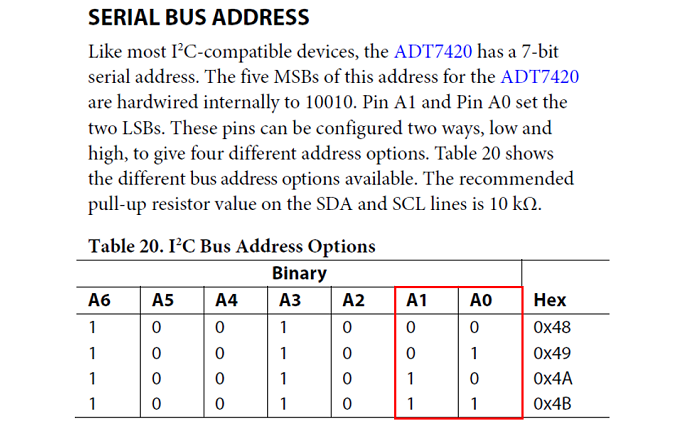 SERIAL BUS ADDRESS
Like most I²C-compatible devices, the ADT7420 has a 7-bit
serial address. The five MSBs of this address for the ADT7420
are hardwired internally to 10010. Pin A1 and Pin A0 set the
two LSBs. These pins can be configured two ways, low and
high, to give four different address options. Table 20 shows
the different bus address options available. The recommended
pull-up resistor value on the SDA and SCL lines is 10 kΩ.
Table 20. I²C Bus Address Options
Binary
A6 A5 A4 A3 A2 A1 A0 Hex
1 0 0 1 0 0 0 0x48
1 0 0 1 0 0 1 0x49
1 0 0 1 0 1 0 0x4A
1 0 0 1 0 1 1 0x4B